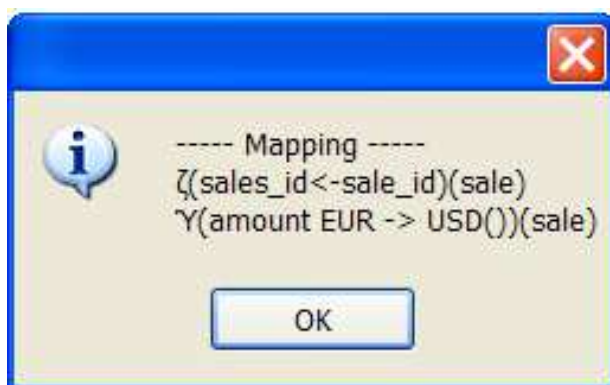 ----- Mapping -----
ζ(sales_id<-sale_id)(sale)
ϓ(amount EUR -> USD())(sale)
OK